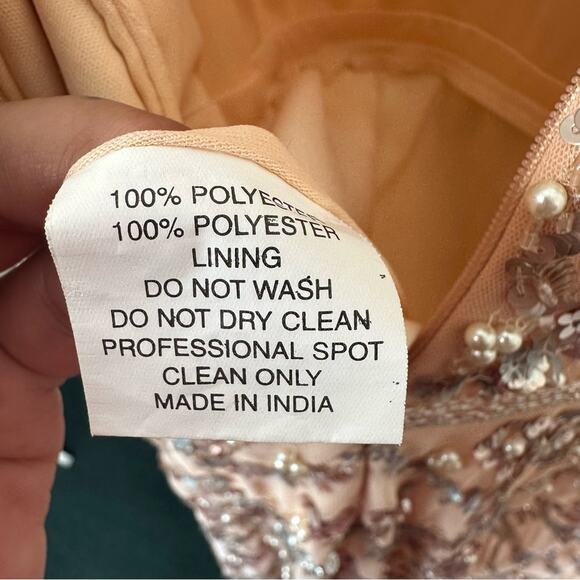 100% POLYESTER
100% POLYESTER
LINING
DO NOT WASH
DO NOT DRY CLEAN
PROFESSIONAL SPOT
CLEAN ONLY
MADE IN INDIA